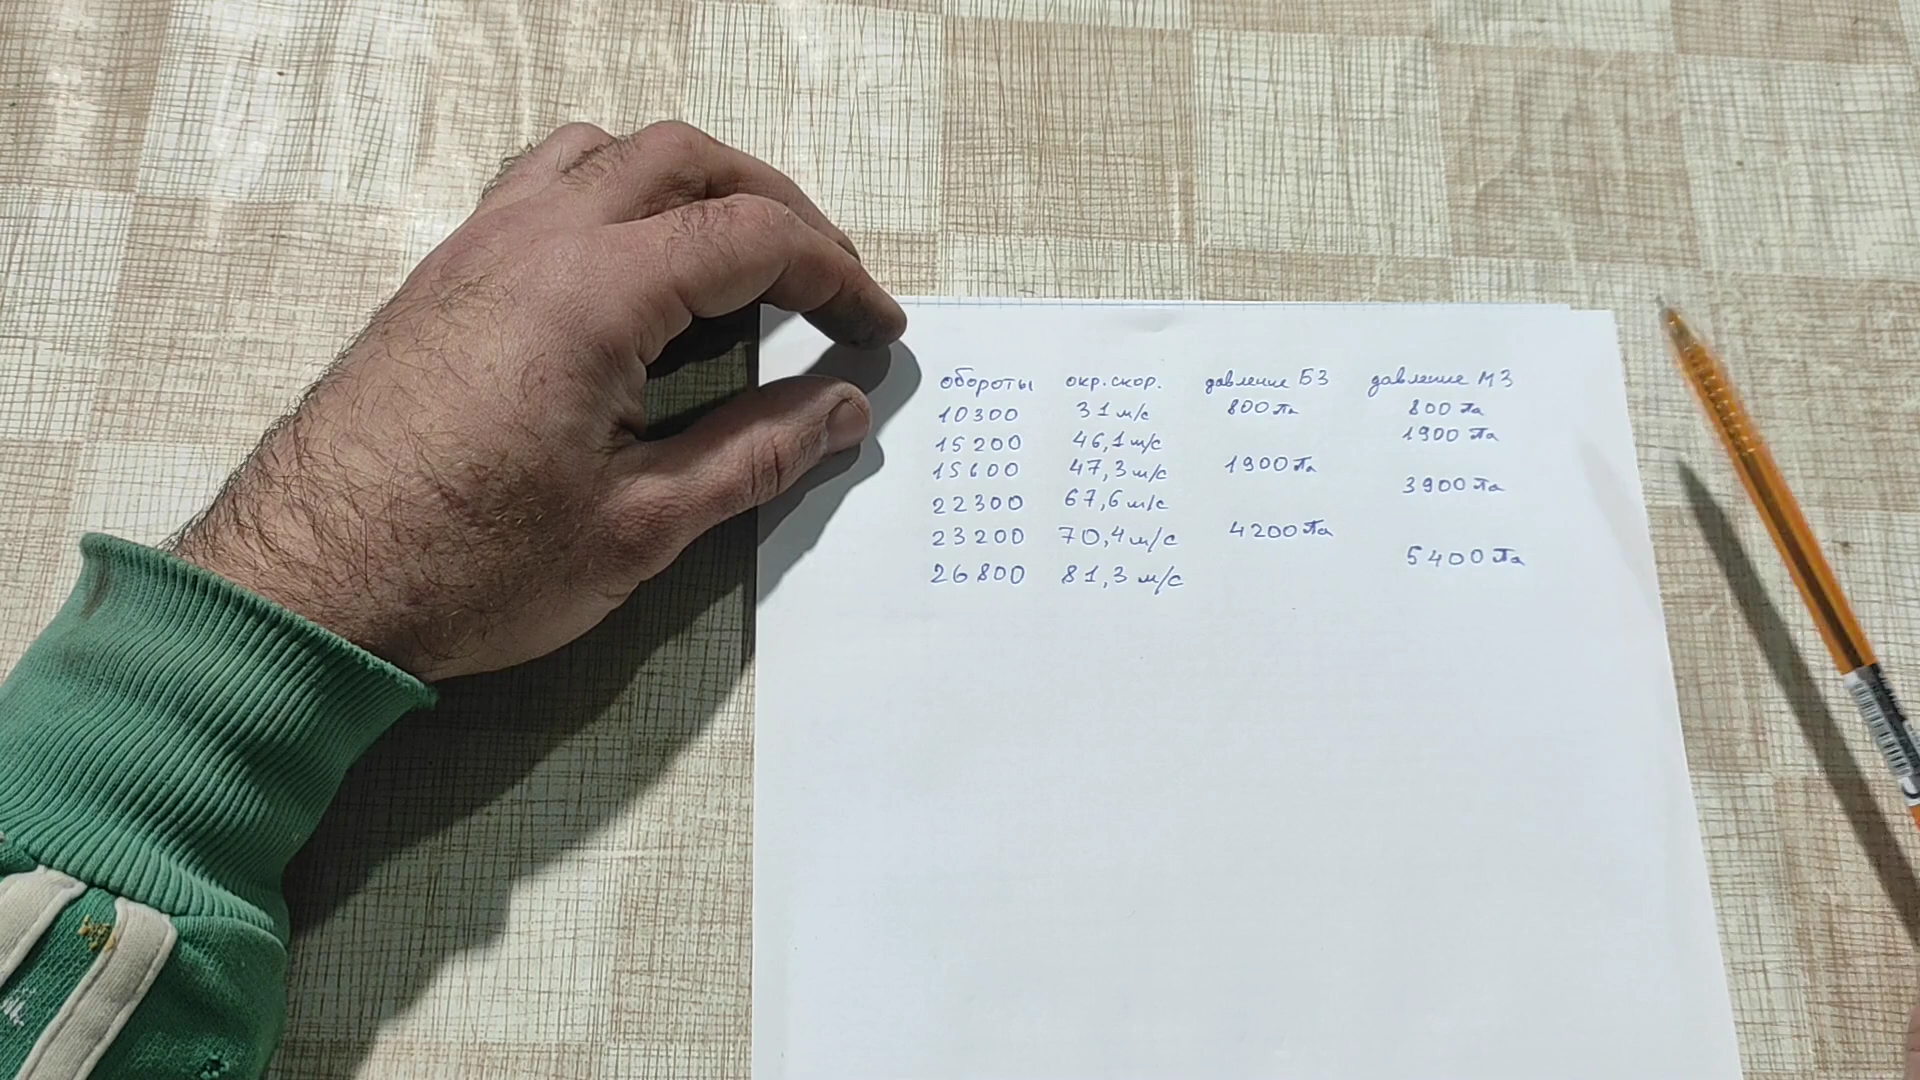 обороты окр.скор. давление БЗ давление МЗ
10300 31 м/с 800 Па 800 Па
15200 46,1 м/с 1900 Па
15600 47,3 м/с 1900 Па
22300 67,6 м/с 3900 Па
23200 70,4 м/с 4200 Па
26800 81,3 м/с 5400 Па